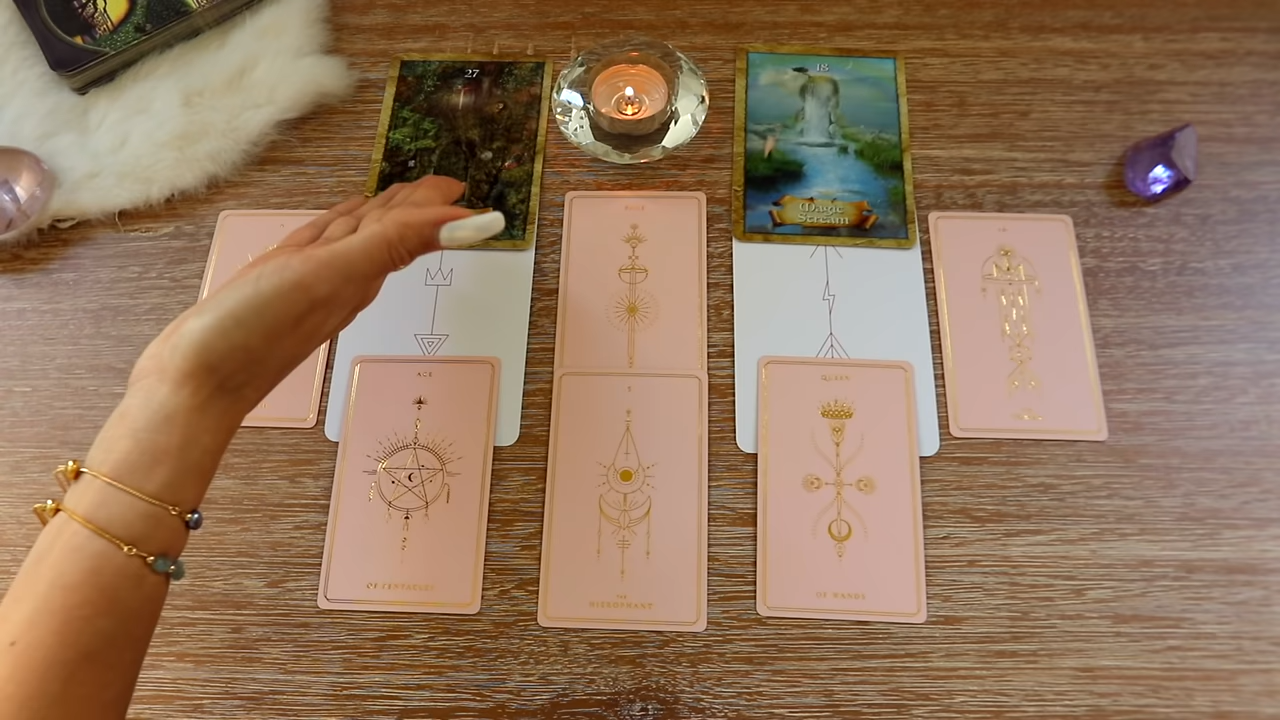 27
18
Magic
Stream
ACE
OF PENTACLES
5
THE
HIEROPHANT
QUEEN
OF WANDS